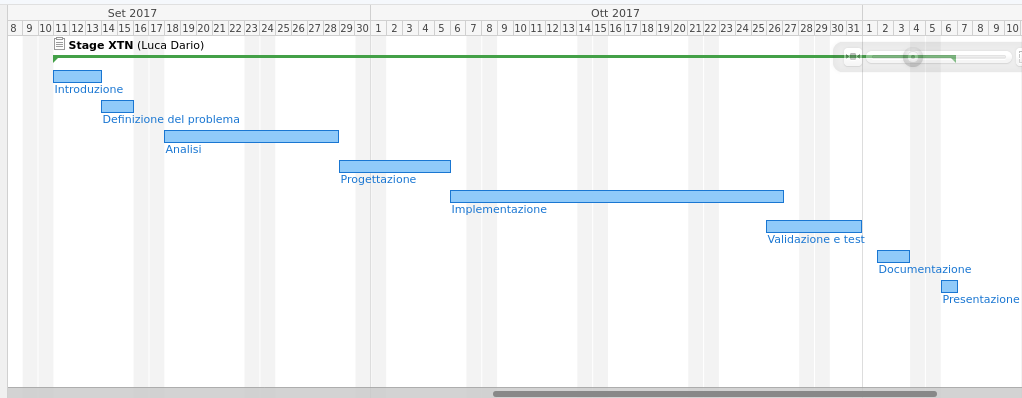 Set 2017 Ott 2017
8 9 10 11 12 13 14 15 16 17 18 19 20 21 22 23 24 25 26 27 28 29 30 1 2 3 4 5 6 7 8 9 10 11 12 13 14 15 16 17 18 19 20 21 22 23 24 25 26 27 28 29 30 31 1 2 3 4 5 6 7 8 9 10
Stage XTN (Luca Dario)
Introduzione
Definizione del problema
Analisi
Progettazione
Implementazione
Validazione e test
Documentazione
Presentazione